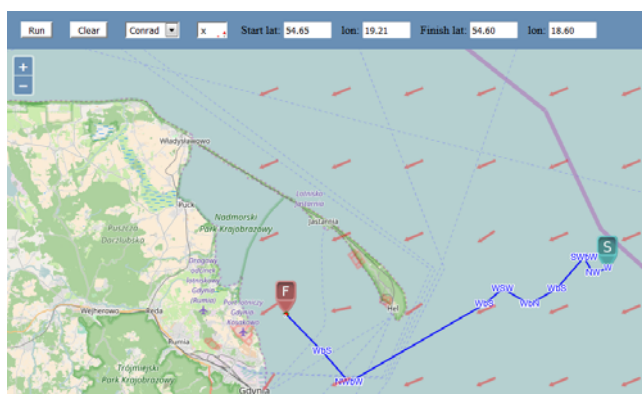 Run Clear Conrad x Start lat: 54.65 lon: 19.21 Finish lat: 54.60 lon: 18.60
+
−
Władysławowo
Puck
Lotnisko
Jastarnia
Jastarnia
Nadmorski
Park Krajobrazowy
Puszcza
Darżlubska
Wejherowo
Reda
Rumia
Hel
Gdynia
Trójmiejski
Park Krajobrazowy
S
F
SWbW
W
NW
WSW
WbS
WbN
WbS
WbS
NWbW